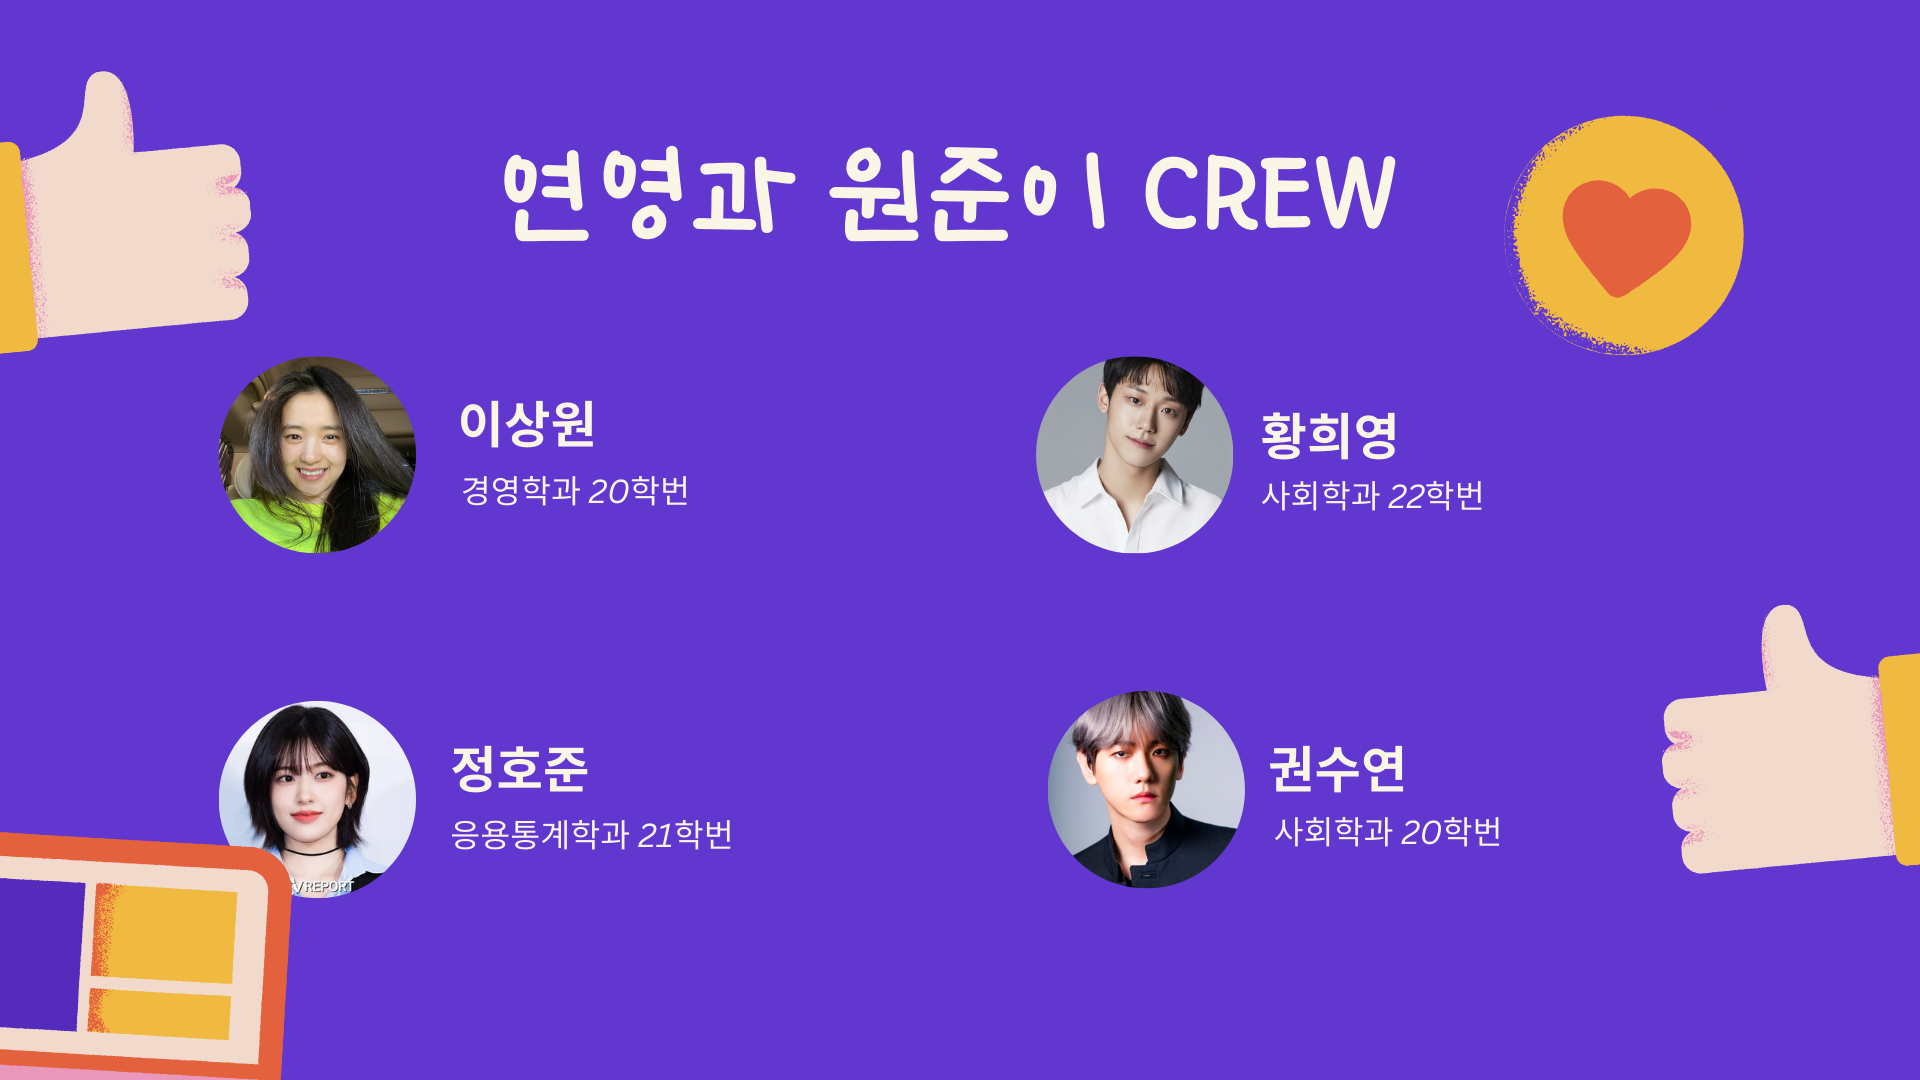 연영과 원준이 CREW
이상원
경영학과 20학번
황희영
사회학과 22학번
정호준
응용통계학과 21학번
권수연
사회학과 20학번
VREPORT